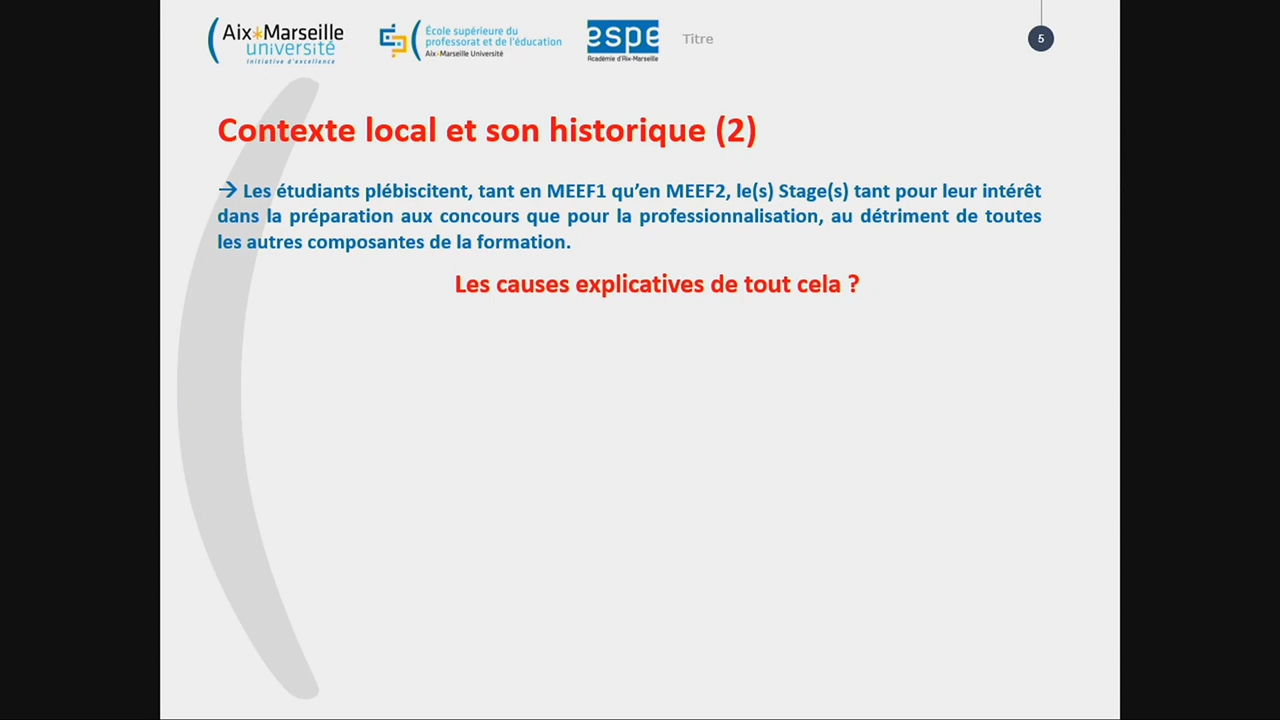 Aix*Marseille
université
Initiative d'excellence
École supérieure du
professorat et de l'éducation
Aix*Marseille Université
espe
Académie d'Aix-Marseille
Titre
5
Contexte local et son historique (2)
→ Les étudiants plébiscitent, tant en MEEF1 qu’en MEEF2, le(s) Stage(s) tant pour leur intérêt
dans la préparation aux concours que pour la professionnalisation, au détriment de toutes
les autres composantes de la formation.
Les causes explicatives de tout cela ?